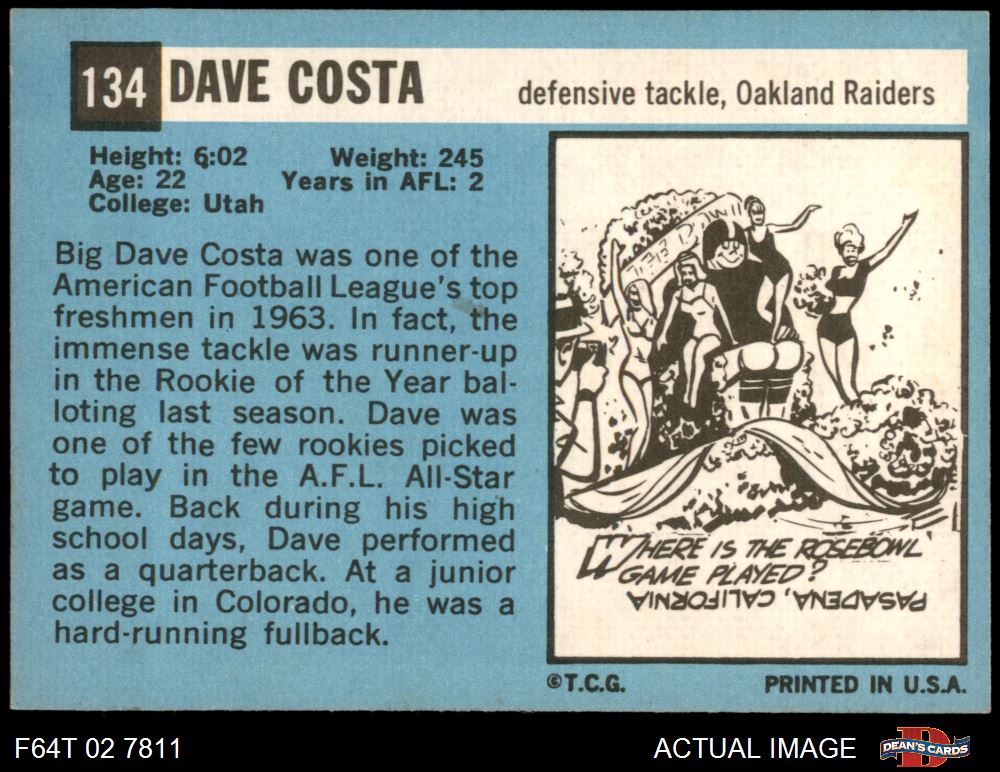 134 DAVE COSTA defensive tackle, Oakland Raiders
Height: 6:02 Weight: 245
Age: 22 Years in AFL: 2
College: Utah
Big Dave Costa was one of the
American Football League's top
freshmen in 1963. In fact, the
immense tackle was runner-up
in the Rookie of the Year bal-
loting last season. Dave was
one of the few rookies picked
to play in the A.F.L. All-Star
game. Back during his high
school days, Dave performed
as a quarterback. At a junior
college in Colorado, he was a
hard-running fullback.
WHERE IS THE ROSEBOWL
GAME PLAYED?
PASADENA, CALIFORNIA
©T.C.G. PRINTED IN U.S.A.
F64T 02 7811 ACTUAL IMAGE DEAN'S CARDS